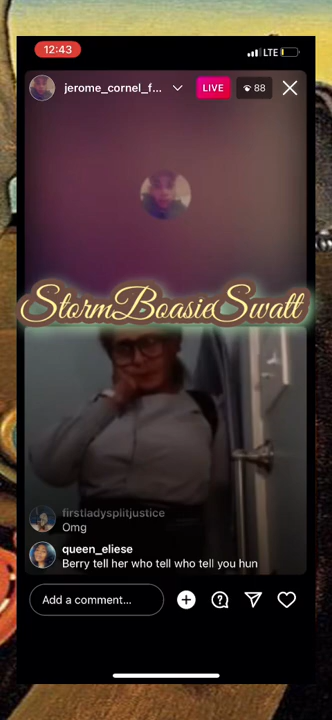 12:43
LTE
jerome_cornel_f...
LIVE
88
StormBoasieSwatt
firstladysplitjustice
Omg
queen_eliese
Berry tell her who tell who tell you hun
Add a comment...